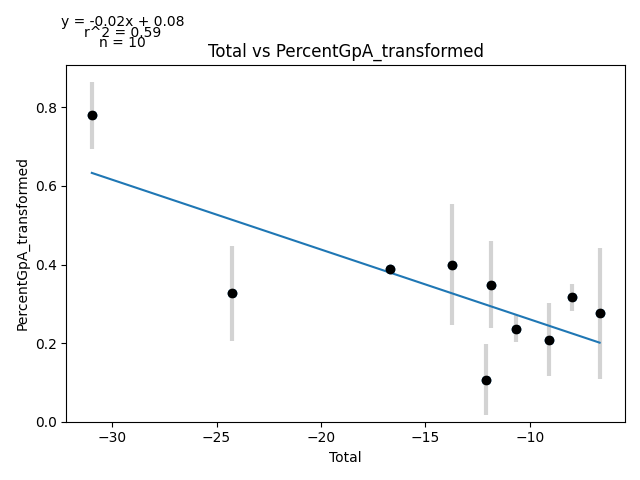 y = -0.02x + 0.08
r^2 = 0.59
n = 10
Total vs PercentGpA_transformed
PercentGpA_transformed
0.8
0.6
0.4
0.2
0.0
−30
−25
−20
−15
−10
Total